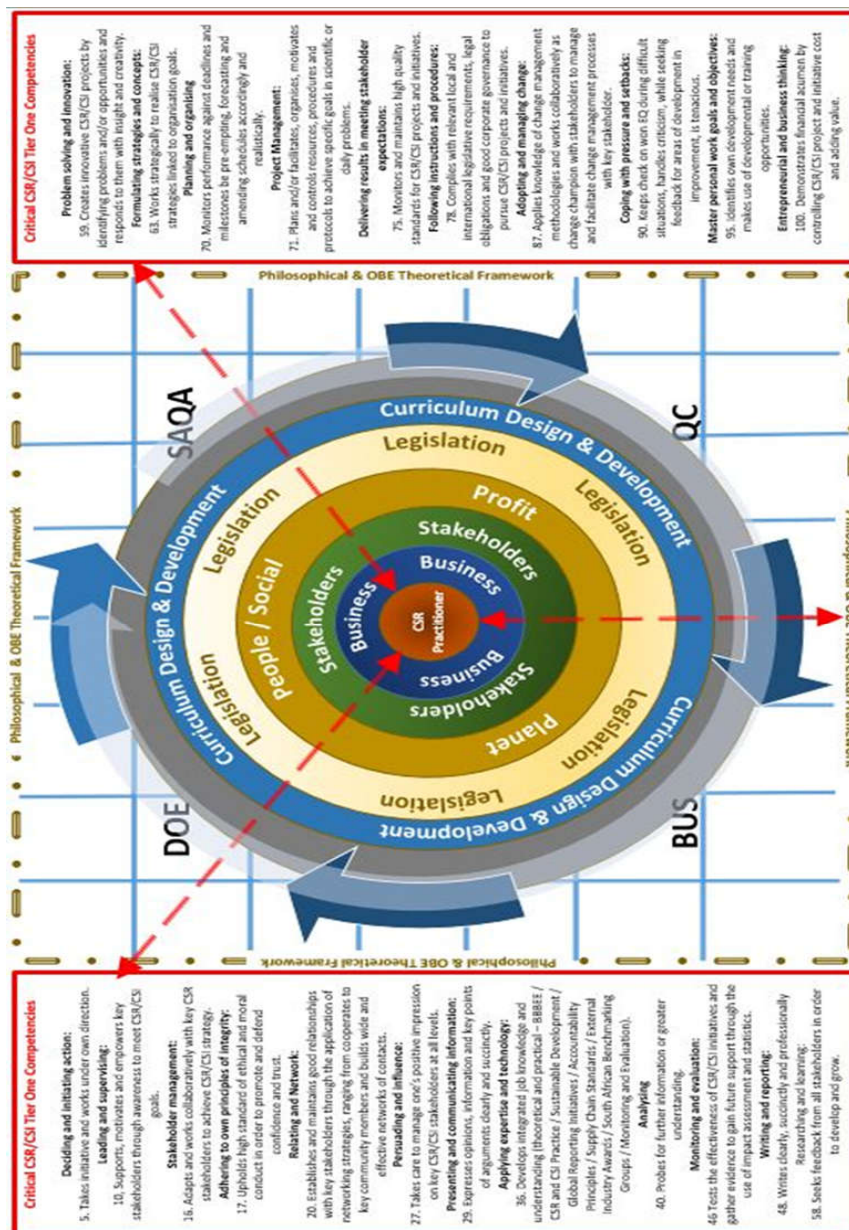 Critical CSR/CSI Tier One Competencies
Deciding and initiating action:
5. Takes initiative and works under own direction.
Leading and supervising:
10, Supports, motivates and empowers key
stakeholders through awareness to meet CSR/CSI
goals.
Stakeholder management:
16. Adapts and works collaboratively with key CSR
stakeholders to achieve CSR/CSI strategy.
Adhering to own principles of integrity:
17. Upholds high standard of ethical and moral
conduct in order to promote and defend
confidence and trust.
Relating and Network:
20. Establishes and maintains good relationships
with key stakeholders through the application of
networking strategies, ranging from cooperates to
key community members and builds wide and
effective networks of contacts.
Persuading and influence:
27. Takes care to manage one's positive impression
on key CSR/CSI stakeholders at all levels.
Presenting and communicating information:
29. Expresses opinions, information and key points
of arguments clearly and succinctly.
Applying expertise and technology:
36. Develops integrated job knowledge and
understanding (theoretical and practical – BBBEE /
CSR and CSI Practice / Sustainable Development /
Global Reporting Initiatives / Accountability
Principles / Supply Chain Standards / External
Industry Awards / South African Benchmarking
Groups / Monitoring and Evaluation).
Analysing
40. Probes for further information or greater
understanding.
Monitoring and evaluation:
46 Tests the effectiveness of CSR/CSI initiatives and
gather evidence to gain future support through the
use of impact assessment and statistics.
Writing and reporting:
48. Writes clearly, succinctly and professionally
Researching and learning:
58. Seeks feedback from all stakeholders in order
to develop and grow.
Philosophical & OBE Theoretical Framework
Philosophical & OBE Theoretical Framework
DOE
SAQA
BUS
QC
Curriculum Design & Development
Curriculum Design & Development
Curriculum Design & Development
Legislation
Legislation
Legislation
Legislation
Legislation
Legislation
People / Social
Profit
Planet
Stakeholders
Stakeholders
Stakeholders
Business
Business
Business
CSR
Practitioner
Philosophical & OBE Theoretical Framework
Critical CSR/CSI Tier One Competencies
Problem solving and innovation:
59. Creates innovative CSR/CSI projects by
identifying problems and/or opportunities and
responds to them with insight and creativity.
Formulating strategies and concepts:
63. Works strategically to realise CSR/CSI
strategies linked to organisation goals.
Planning and organising
70. Monitors performance against deadlines and
milestones be pre-empting, forecasting and
amending schedules accordingly and
realistically.
Project Management:
71. Plans and/or facilitates, organises, motivates
and controls resources, procedures and
protocols to achieve specific goals in scientific or
daily problems.
Delivering results in meeting stakeholder
expectations:
75. Monitors and maintains high quality
standards for CSR/CSI projects and initiatives.
Following instructions and procedures:
78. Complies with relevant local and
international legislative requirements, legal
obligations and good corporate governance to
pursue CSR/CSI projects and initiatives.
Adopting and managing change:
87. Applies knowledge of change management
methodologies and works collaboratively as
change champion with stakeholders to manage
and facilitate change management processes
with key stakeholder.
Coping with pressure and setbacks:
90. Keeps check on won EQ during difficult
situations, handles criticism, while seeking
feedback for areas of development in
improvement, is tenacious.
Master personal work goals and objectives:
95. Identifies own development needs and
makes use of developmental or training
opportunities.
Entrepreneurial and business thinking:
100. Demonstrates financial acumen by
controlling CSR/CSI project and initiative cost
and adding value.